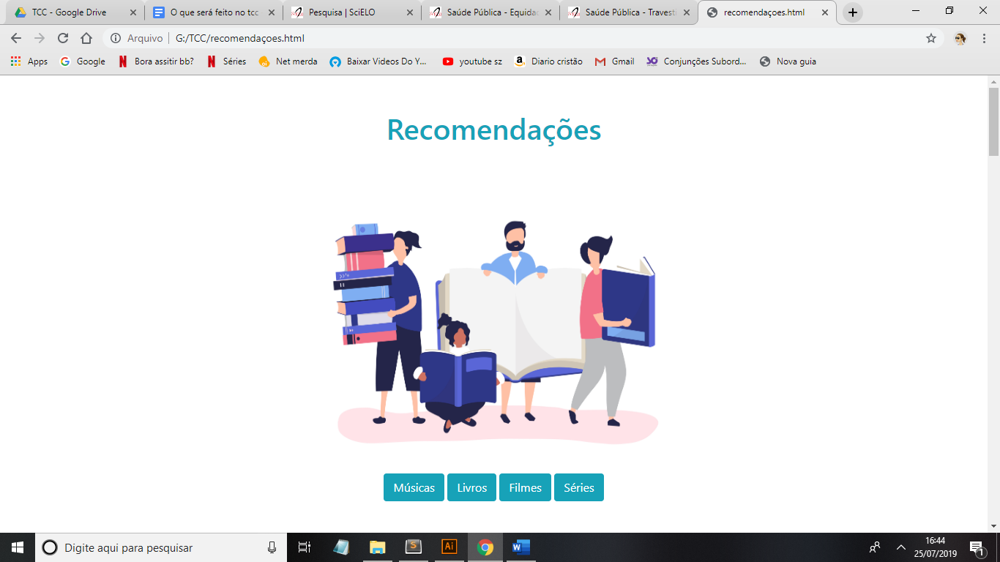 TCC - Google Drive
O que será feito no tcc
Pesquisa | SciELO
Saúde Pública - Equida
Saúde Pública - Travest
recomendaçoes.html
Arquivo | G:/TCC/recomendaçoes.html
Apps
Google
Bora assitir bb?
Séries
Net merda
Baixar Videos Do Y...
youtube sz
Diario cristão
Gmail
Conjunções Subord...
Nova guia
Recomendações
Músicas
Livros
Filmes
Séries
Digite aqui para pesquisar
16:44
25/07/2019
1